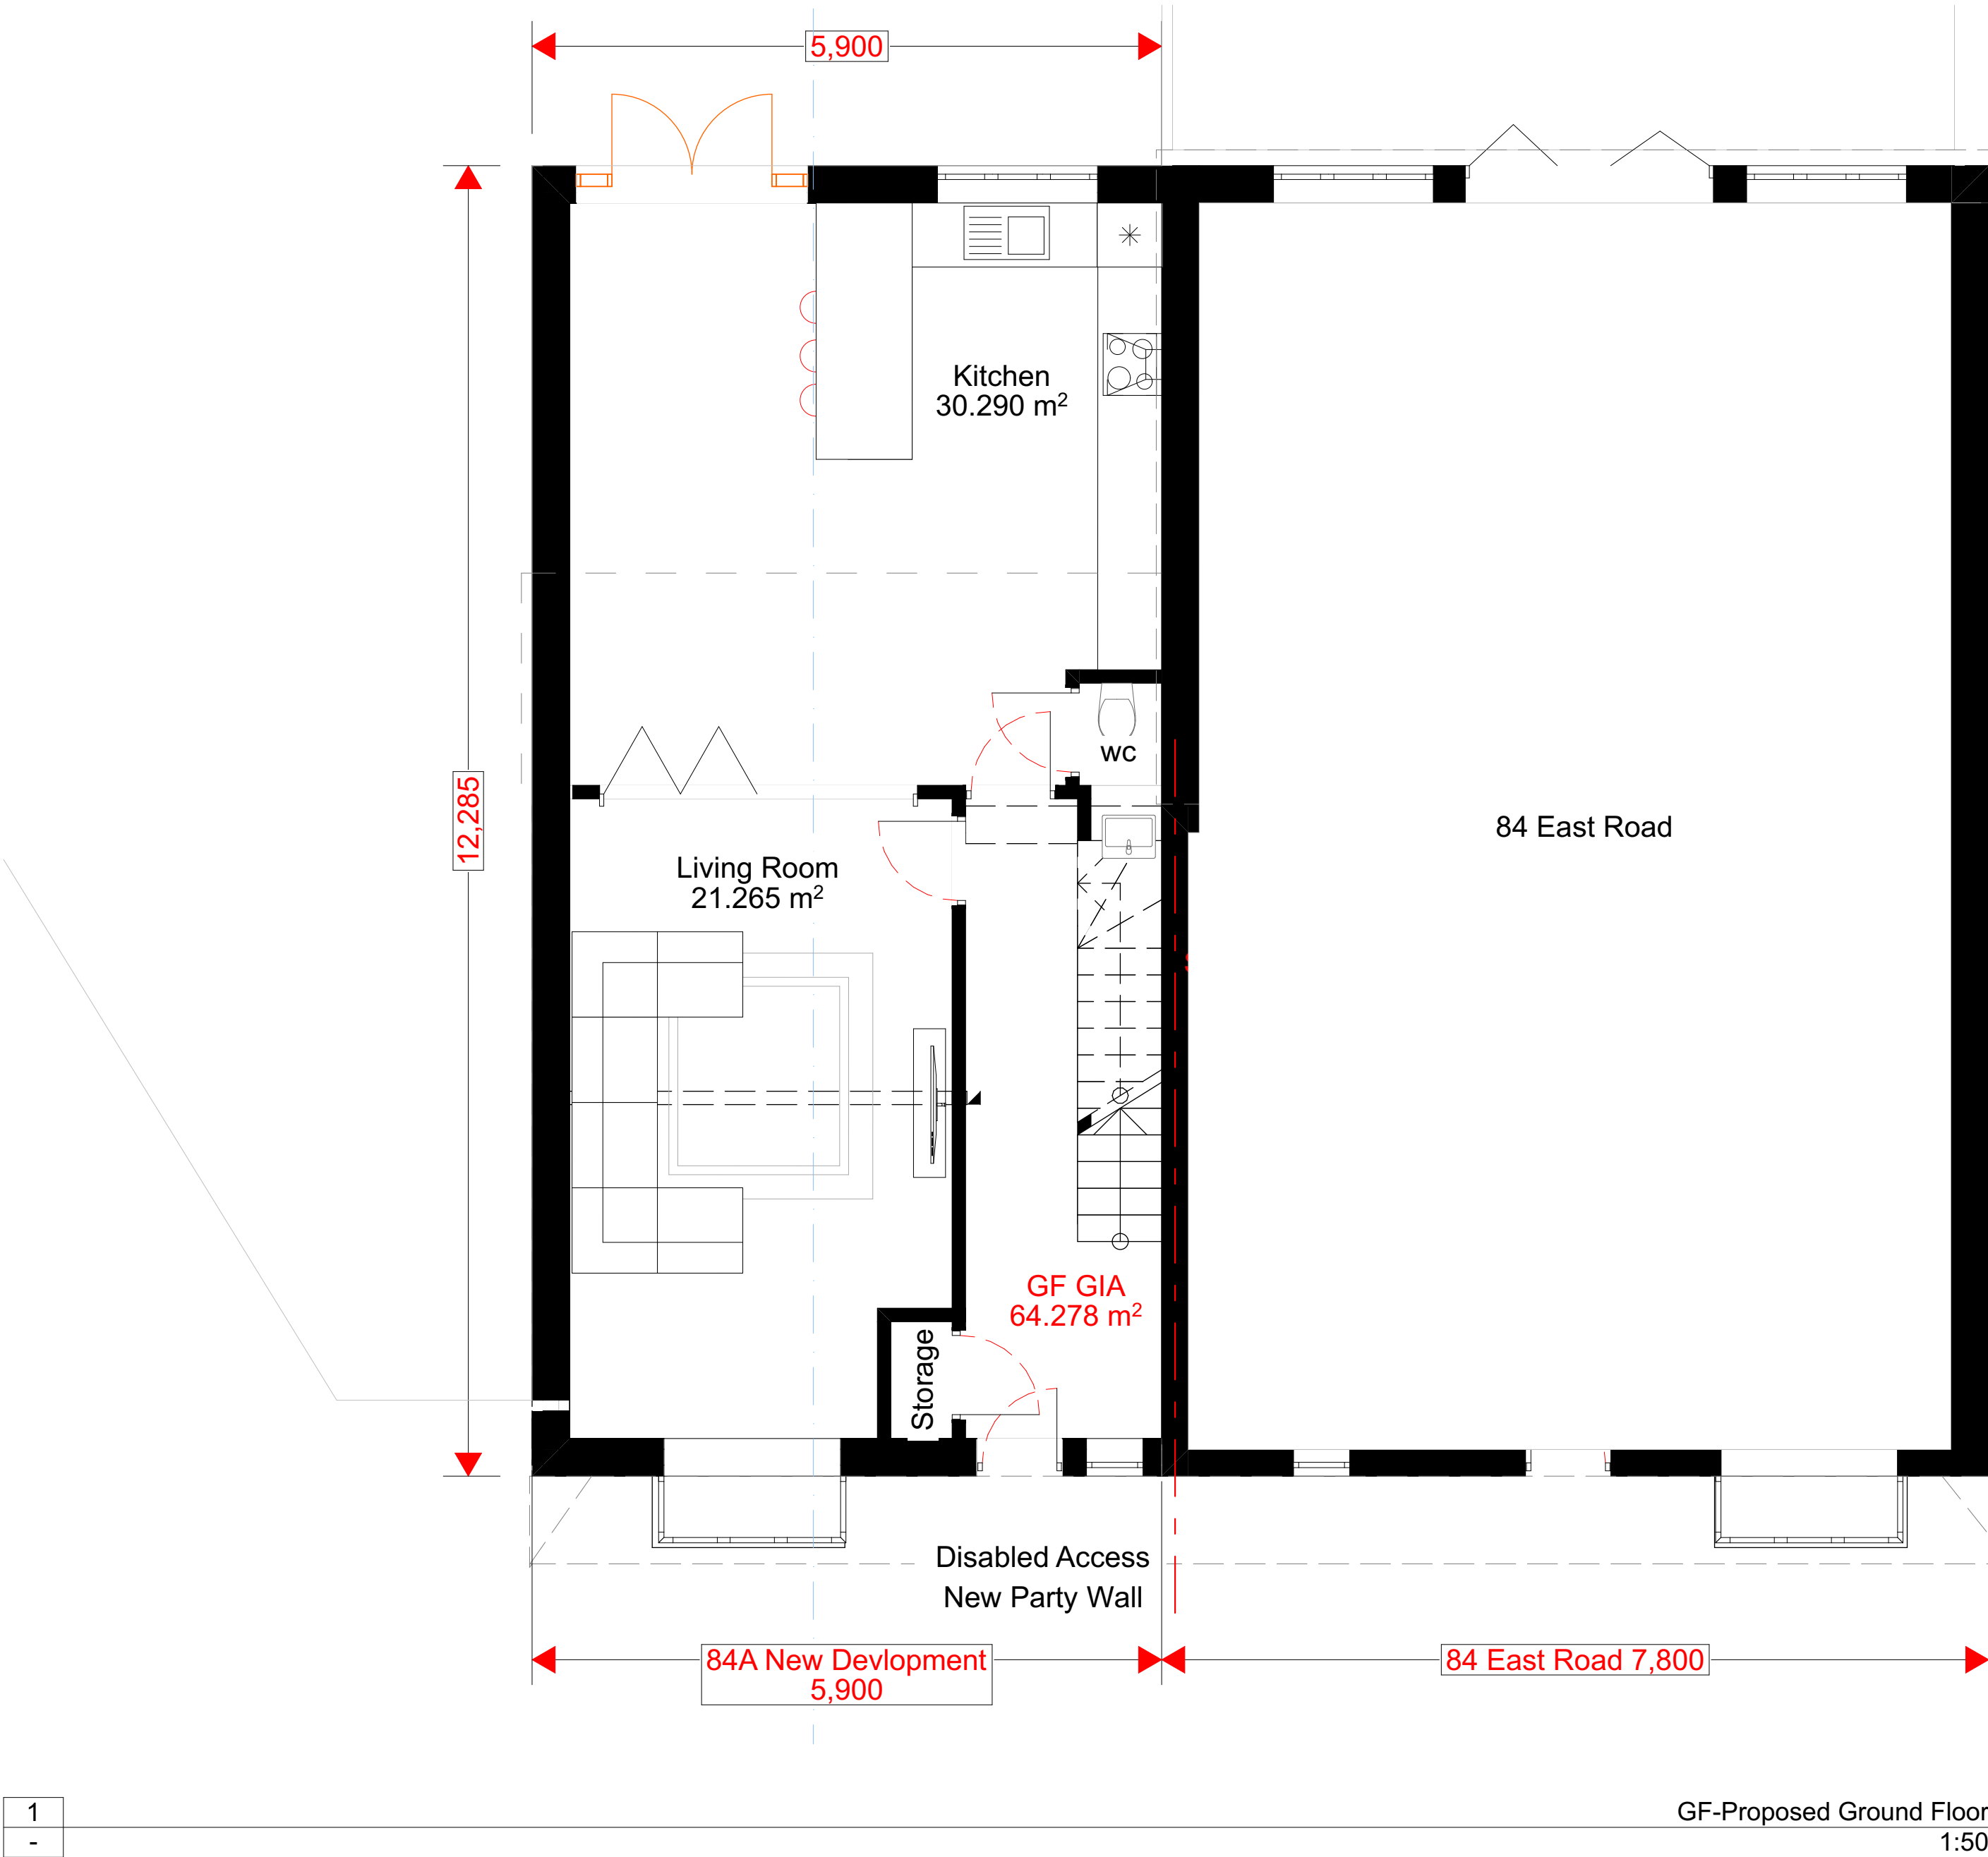 5,900
Kitchen
30.290 m²
wc
12,285
84 East Road
Living Room
21.265 m²
GF GIA
64.278 m²
Storage
Disabled Access
New Party Wall
84A New Devlopment
5,900
84 East Road 7,800
1
-
GF-Proposed Ground Floor
1:50